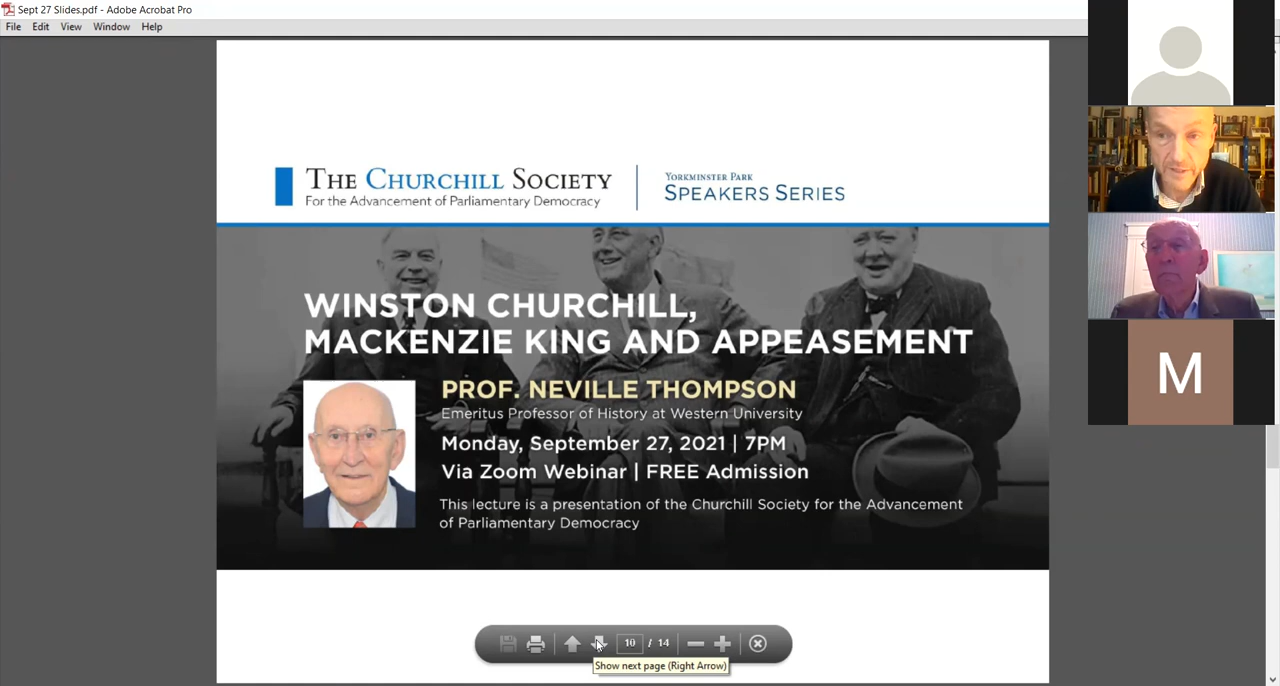 Sept 27 Slides.pdf - Adobe Acrobat Pro
File Edit View Window Help
THE CHURCHILL SOCIETY
For the Advancement of Parliamentary Democracy
YORKMINSTER PARK
SPEAKERS SERIES
WINSTON CHURCHILL,
MACKENZIE KING AND APPEASEMENT
PROF. NEVILLE THOMPSON
Emeritus Professor of History at Western University
Monday, September 27, 2021 | 7PM
Via Zoom Webinar | FREE Admission
This lecture is a presentation of the Churchill Society for the Advancement
of Parliamentary Democracy
M
10 / 14
Show next page (Right Arrow)